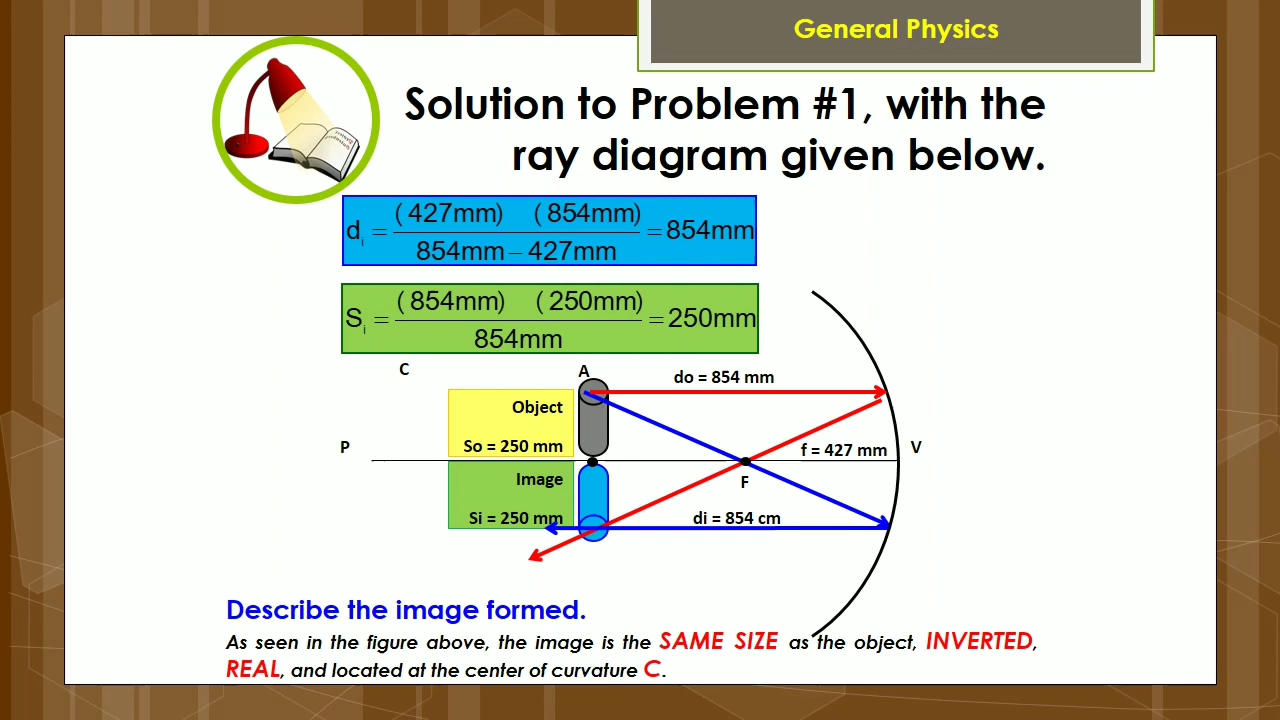 General Physics
Solution to Problem #1, with the
ray diagram given below.
di = (427mm) (854mm) / 854mm – 427mm = 854mm
Si = (854mm) (250mm) / 854mm = 250mm
C
A
do = 854 mm
Object
So = 250 mm
P
f = 427 mm
V
Image
F
Si = 250 mm
di = 854 cm
Describe the image formed.
As seen in the figure above, the image is the SAME SIZE as the object, INVERTED,
REAL, and located at the center of curvature C.